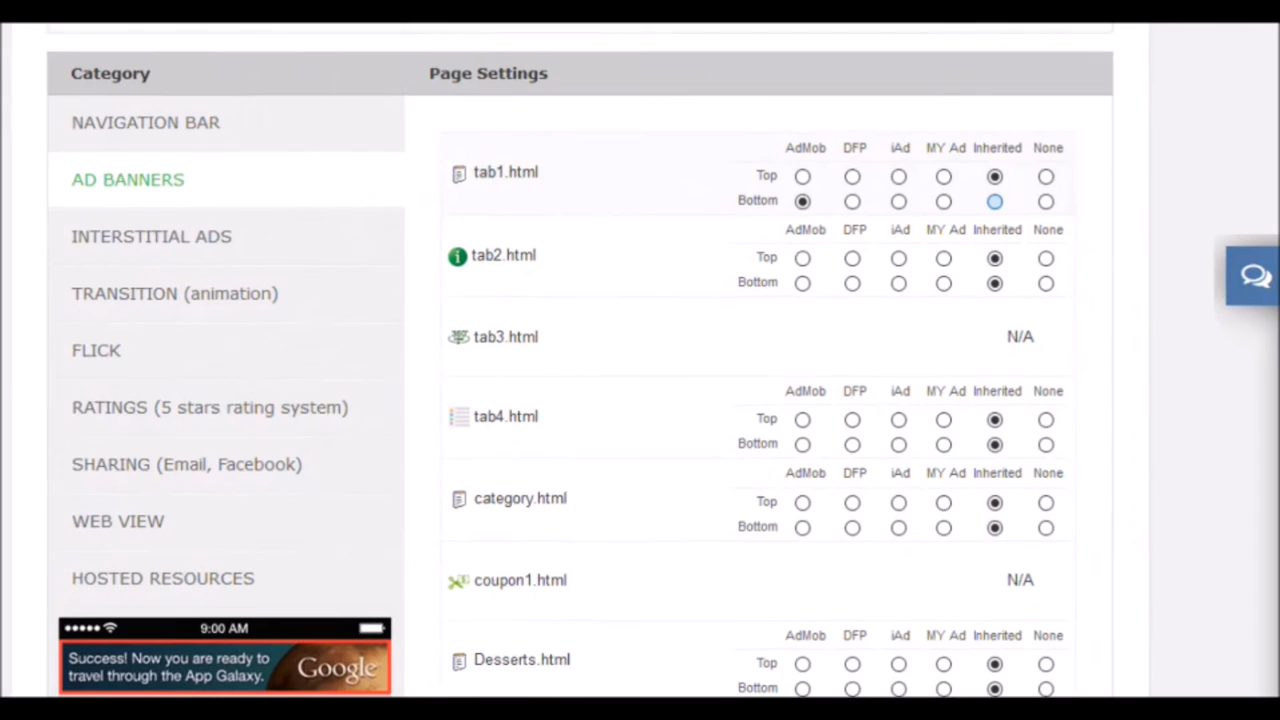 Category Page Settings
NAVIGATION BAR
AD BANNERS
INTERSTITIAL ADS
TRANSITION (animation)
FLICK
RATINGS (5 stars rating system)
SHARING (Email, Facebook)
WEB VIEW
HOSTED RESOURCES
9:00 AM
Success! Now you are ready to
travel through the App Galaxy.
Google
AdMob DFP iAd MY Ad Inherited None
tab1.html
Top
Bottom
AdMob DFP iAd MY Ad Inherited None
tab2.html
Top
Bottom
tab3.html N/A
AdMob DFP iAd MY Ad Inherited None
tab4.html
Top
Bottom
AdMob DFP iAd MY Ad Inherited None
category.html
Top
Bottom
coupon1.html N/A
AdMob DFP iAd MY Ad Inherited None
Desserts.html
Top
Bottom